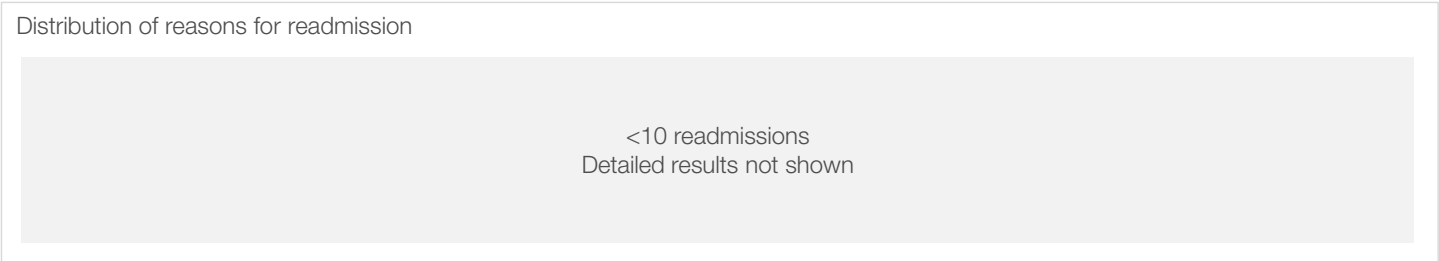 Distribution of reasons for readmission
<10 readmissions
Detailed results not shown